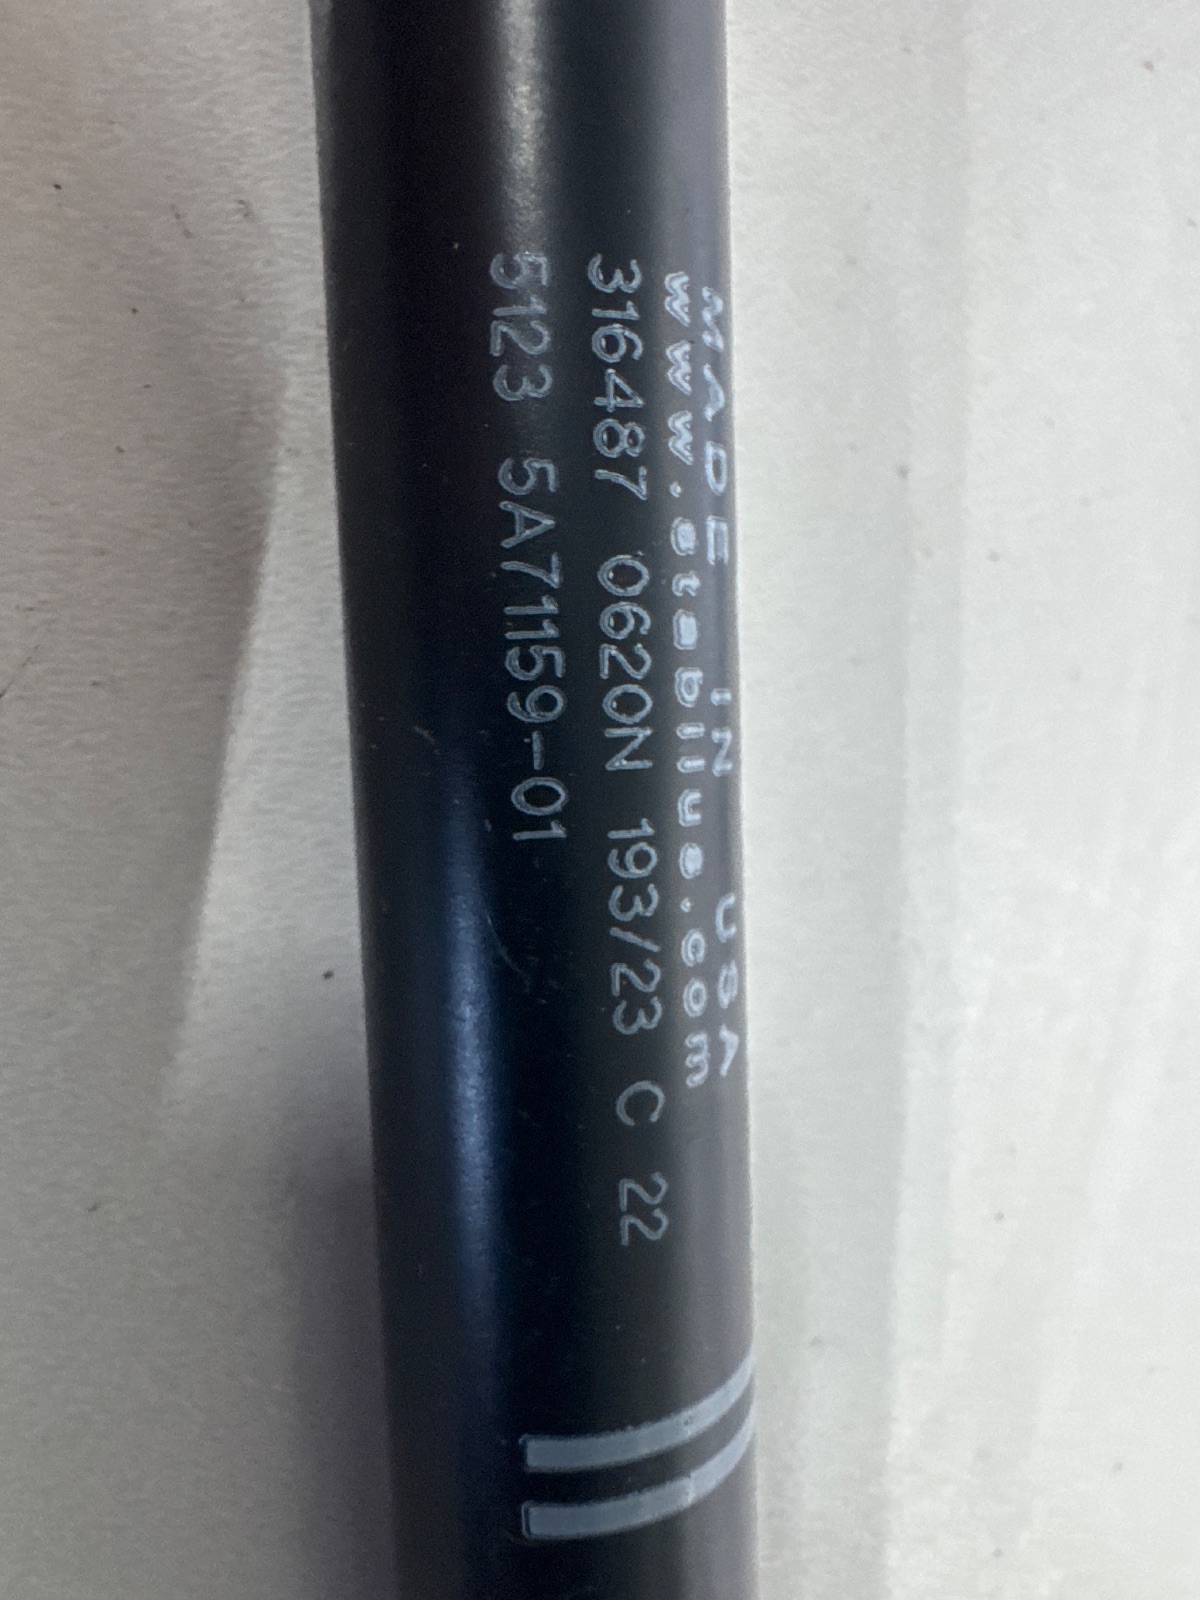 MADE IN USA
www.stabilus.com
316487 0620N 193/23 C 22
5123 5A71159-01